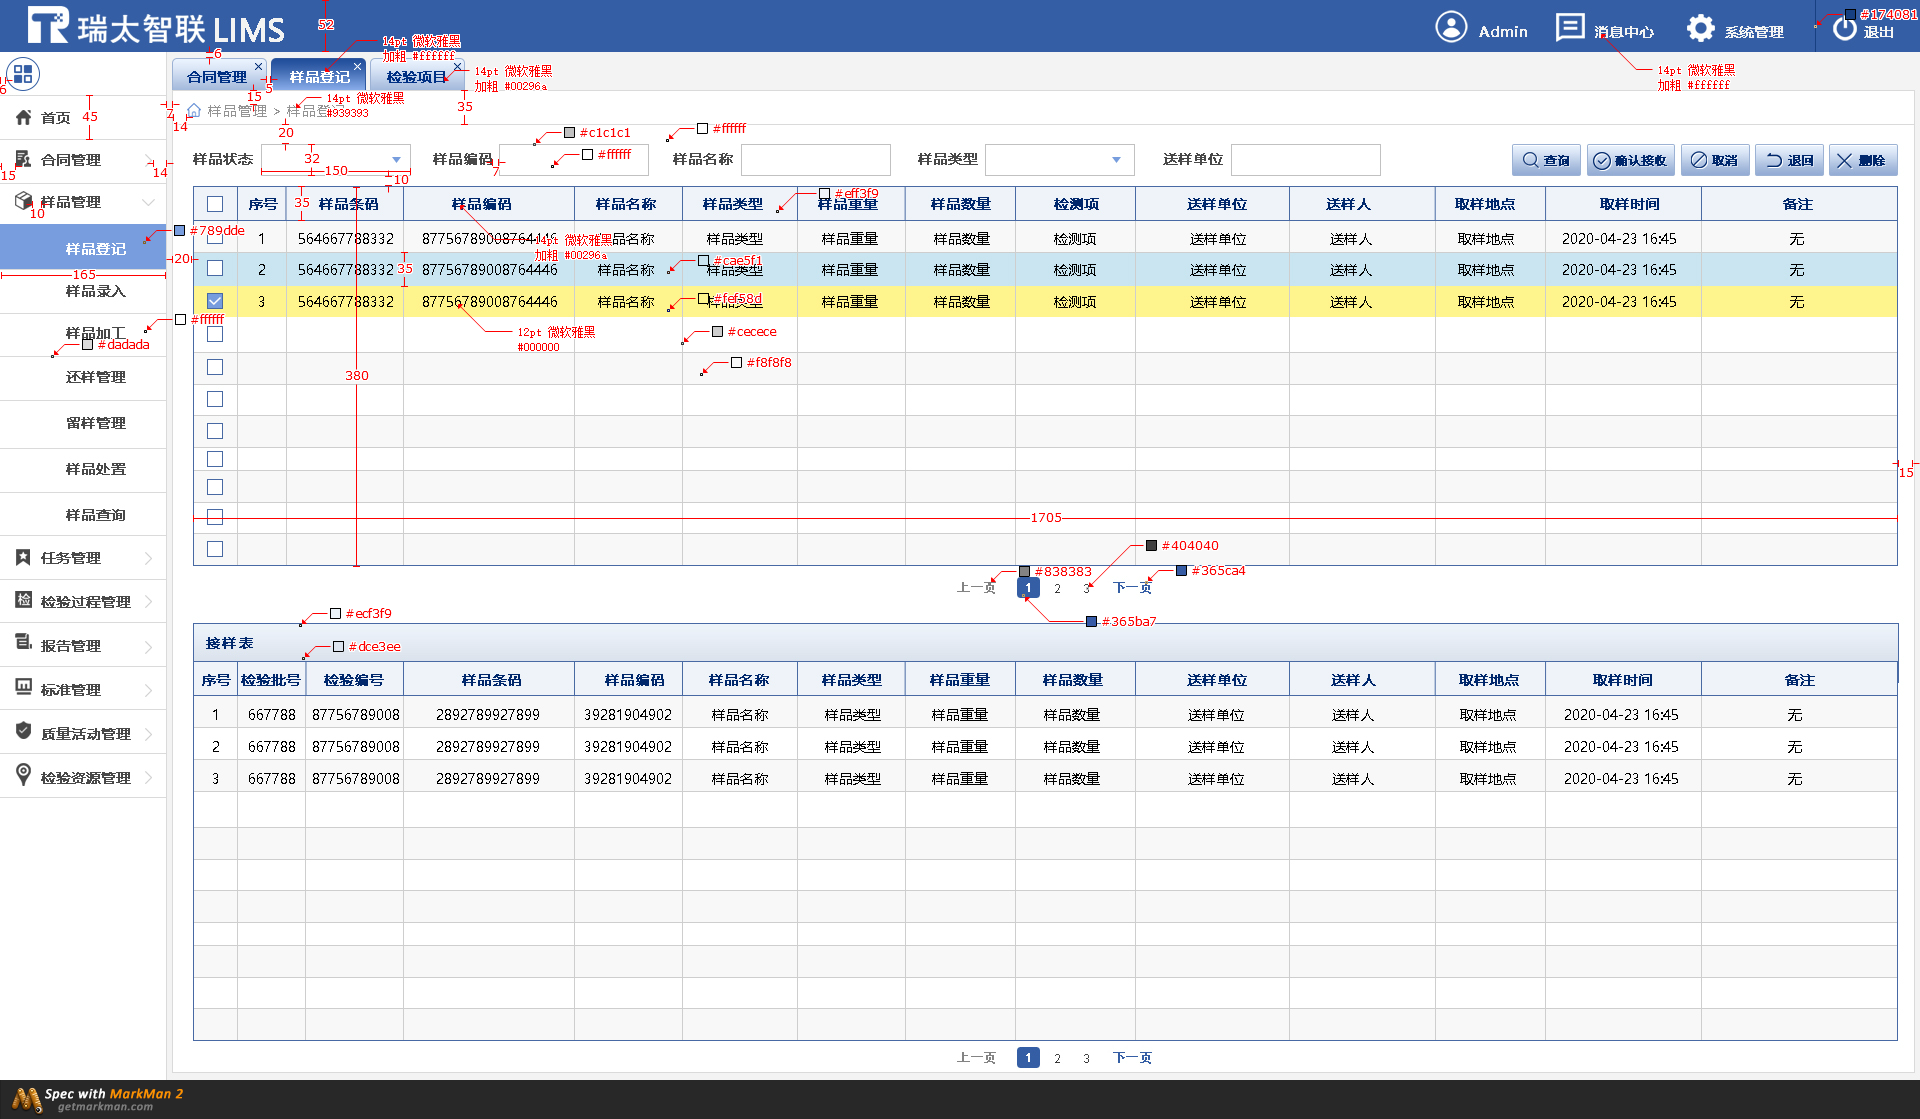 瑞太智联 LIMS
52
14pt 微软雅黑
加粗 #ffffff
Admin
消息中心
系统管理
退出
#174081
6
合同管理
样品登记
检验项目
14pt 微软雅黑
加粗 #00296a
14pt 微软雅黑
加粗 #ffffff
6
5
15
35
14pt 微软雅黑
#939393
样品管理 > 样品登
7
14
20
首页
45
合同管理
15
14
样品管理
10
样品登记
#789dde
165
20
样品录入
#ffffff
样品加工
#dadada
还样管理
留样管理
样品处置
样品查询
任务管理
检验过程管理
报告管理
标准管理
质量活动管理
检验资源管理
#c1c1c1
#ffffff
#ffffff
样品状态
32
150
10
样品编码
7
样品名称
样品类型
送样单位
查询
确认接收
取消
退回
删除
#eff3f9
序号 35 样品条码 样品编码 样品名称 样品类型 样品重量 样品数量 检测项 送样单位 送样人 取样地点 取样时间 备注
1 564667788332 87756789008764446 样品名称 样品类型 样品重量 样品数量 检测项 送样单位 送样人 取样地点 2020-04-23 16:45 无
14pt 微软雅黑
加粗 #00296a
#cae5f1
35
2 564667788332 87756789008764446 样品名称 样品类型 样品重量 样品数量 检测项 送样单位 送样人 取样地点 2020-04-23 16:45 无
#fef58d
3 564667788332 87756789008764446 样品名称 样品类型 样品重量 样品数量 检测项 送样单位 送样人 取样地点 2020-04-23 16:45 无
12pt 微软雅黑
#000000
#cecece
#f8f8f8
380
15
1705
#404040
#838383
#365ca4
上一页 1 2 3 下一页
#365ba7
#ecf3f9
#dce3ee
接样表
序号 检验批号 检验编号 样品条码 样品编码 样品名称 样品类型 样品重量 样品数量 送样单位 送样人 取样地点 取样时间 备注
1 667788 87756789008 2892789927899 39281904902 样品名称 样品类型 样品重量 样品数量 送样单位 送样人 取样地点 2020-04-23 16:45 无
2 667788 87756789008 2892789927899 39281904902 样品名称 样品类型 样品重量 样品数量 送样单位 送样人 取样地点 2020-04-23 16:45 无
3 667788 87756789008 2892789927899 39281904902 样品名称 样品类型 样品重量 样品数量 送样单位 送样人 取样地点 2020-04-23 16:45 无
上一页 1 2 3 下一页
Spec with MarkMan 2
getmarkman.com